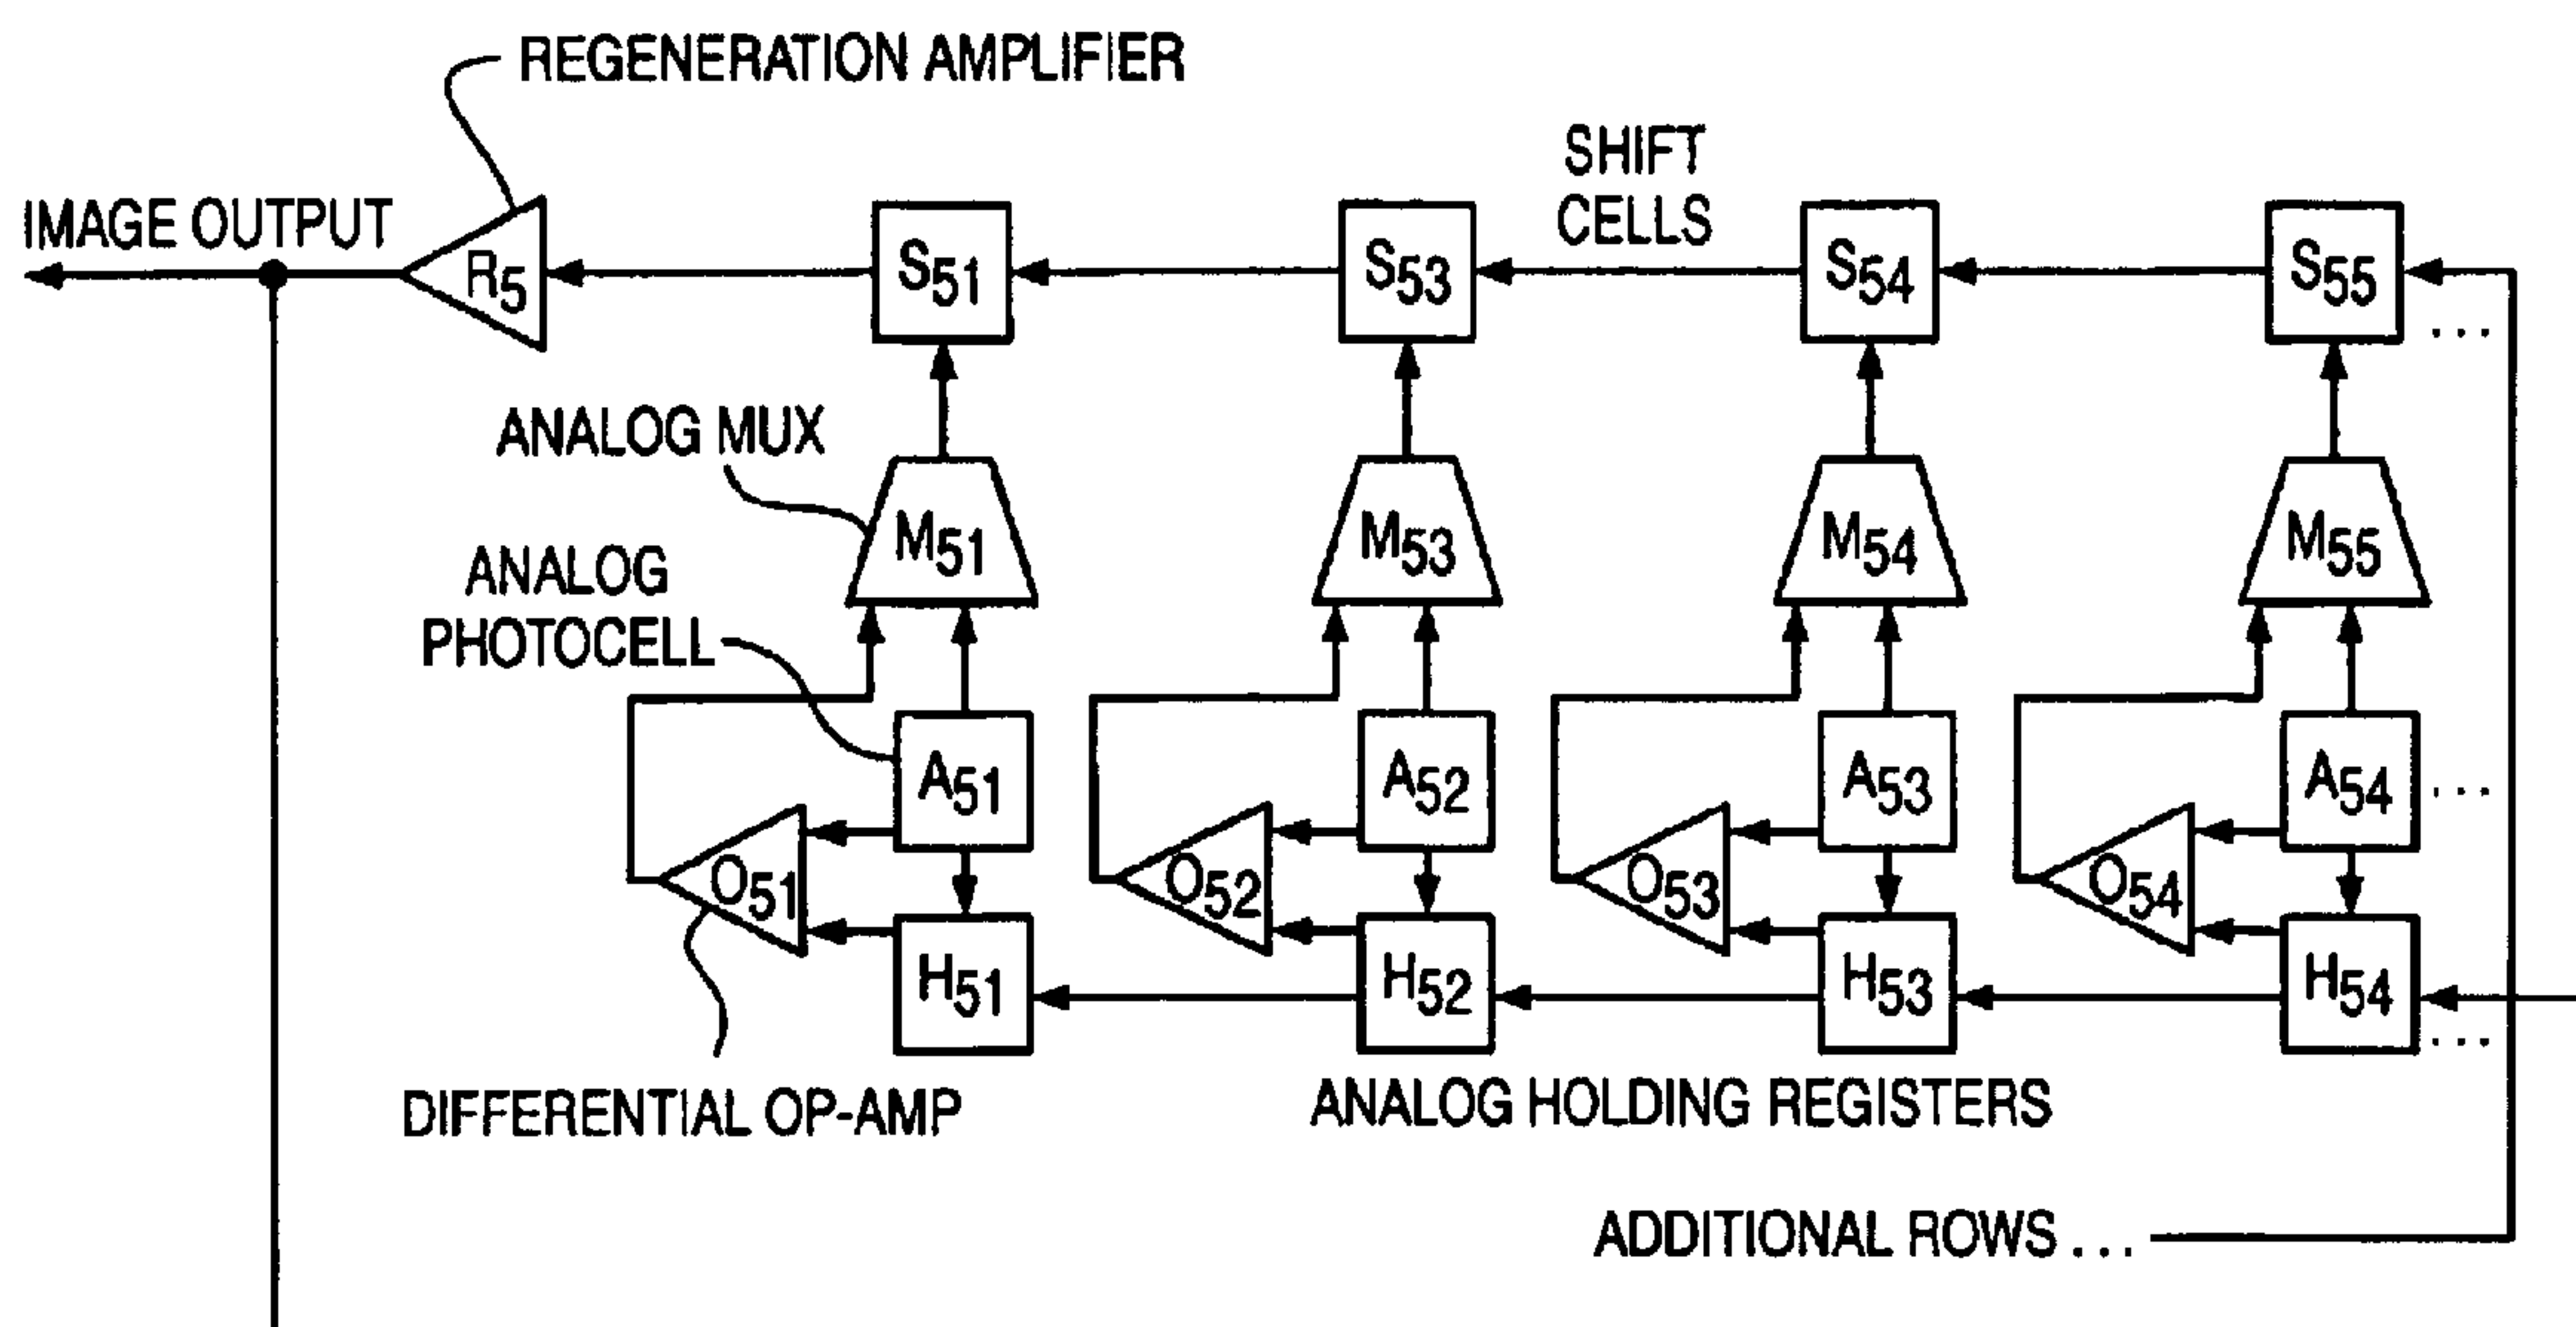 REGENERATION AMPLIFIER
SHIFT
CELLS
IMAGE OUTPUT
R5
S51
S53
S54
S55
...
ANALOG MUX
M51
M53
M54
M55
ANALOG
PHOTOCELL
A51
A52
A53
A54
...
O51
O52
O53
O54
H51
H52
H53
H54
...
DIFFERENTIAL OP-AMP
ANALOG HOLDING REGISTERS
ADDITIONAL ROWS ...